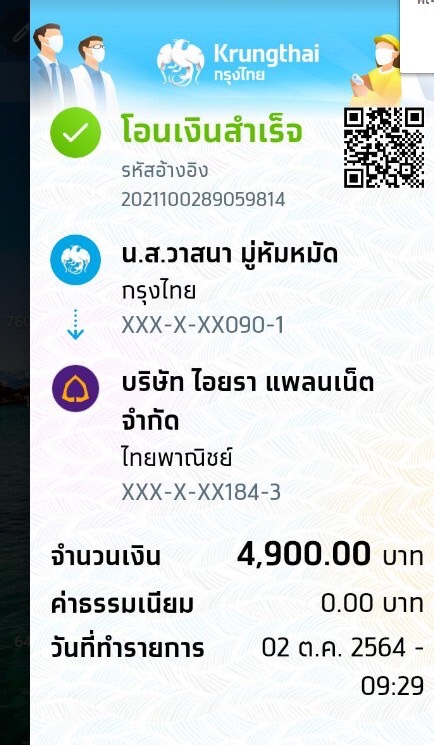 Krungthai
กรุงไทย
โอนเงินสำเร็จ
รหัสอ้างอิง
2021100289059814
น.ส.วาสนา มู่หัมหมัด
กรุงไทย
XXX-X-XX090-1
บริษัท ไอยรา แพลนเน็ต
จำกัด
ไทยพาณิชย์
XXX-X-XX184-3
จำนวนเงิน 4,900.00 บาท
ค่าธรรมเนียม 0.00 บาท
วันที่ทำรายการ 02 ต.ค. 2564 -
09:29